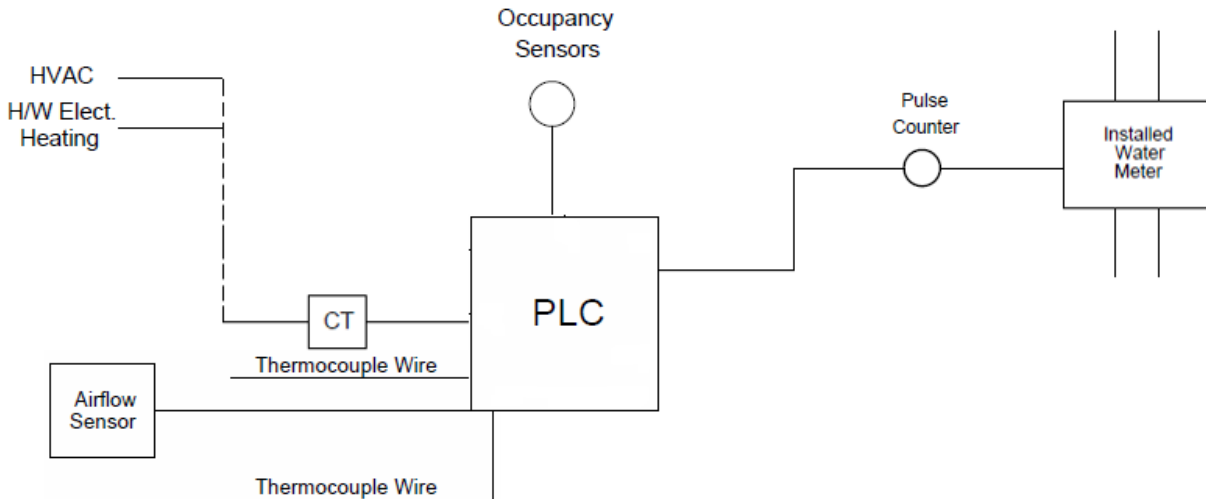 Occupancy
Sensors
HVAC
H/W Elect.
Heating
Pulse
Counter
Installed
Water
Meter
PLC
CT
Thermocouple Wire
Airflow
Sensor
Thermocouple Wire